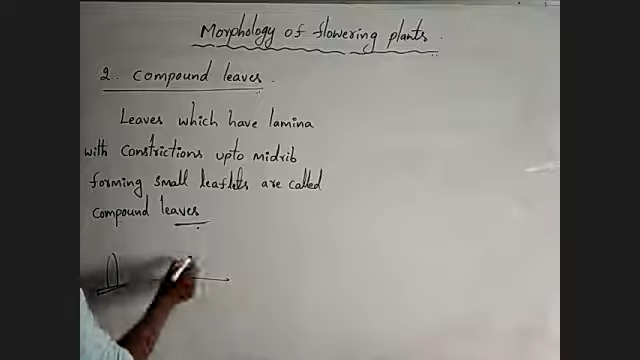 Morphology of flowering plants.
2. Compound leaves.
Leaves which have lamina
with constrictions upto midrib
forming small leaflets are called
compound leaves.